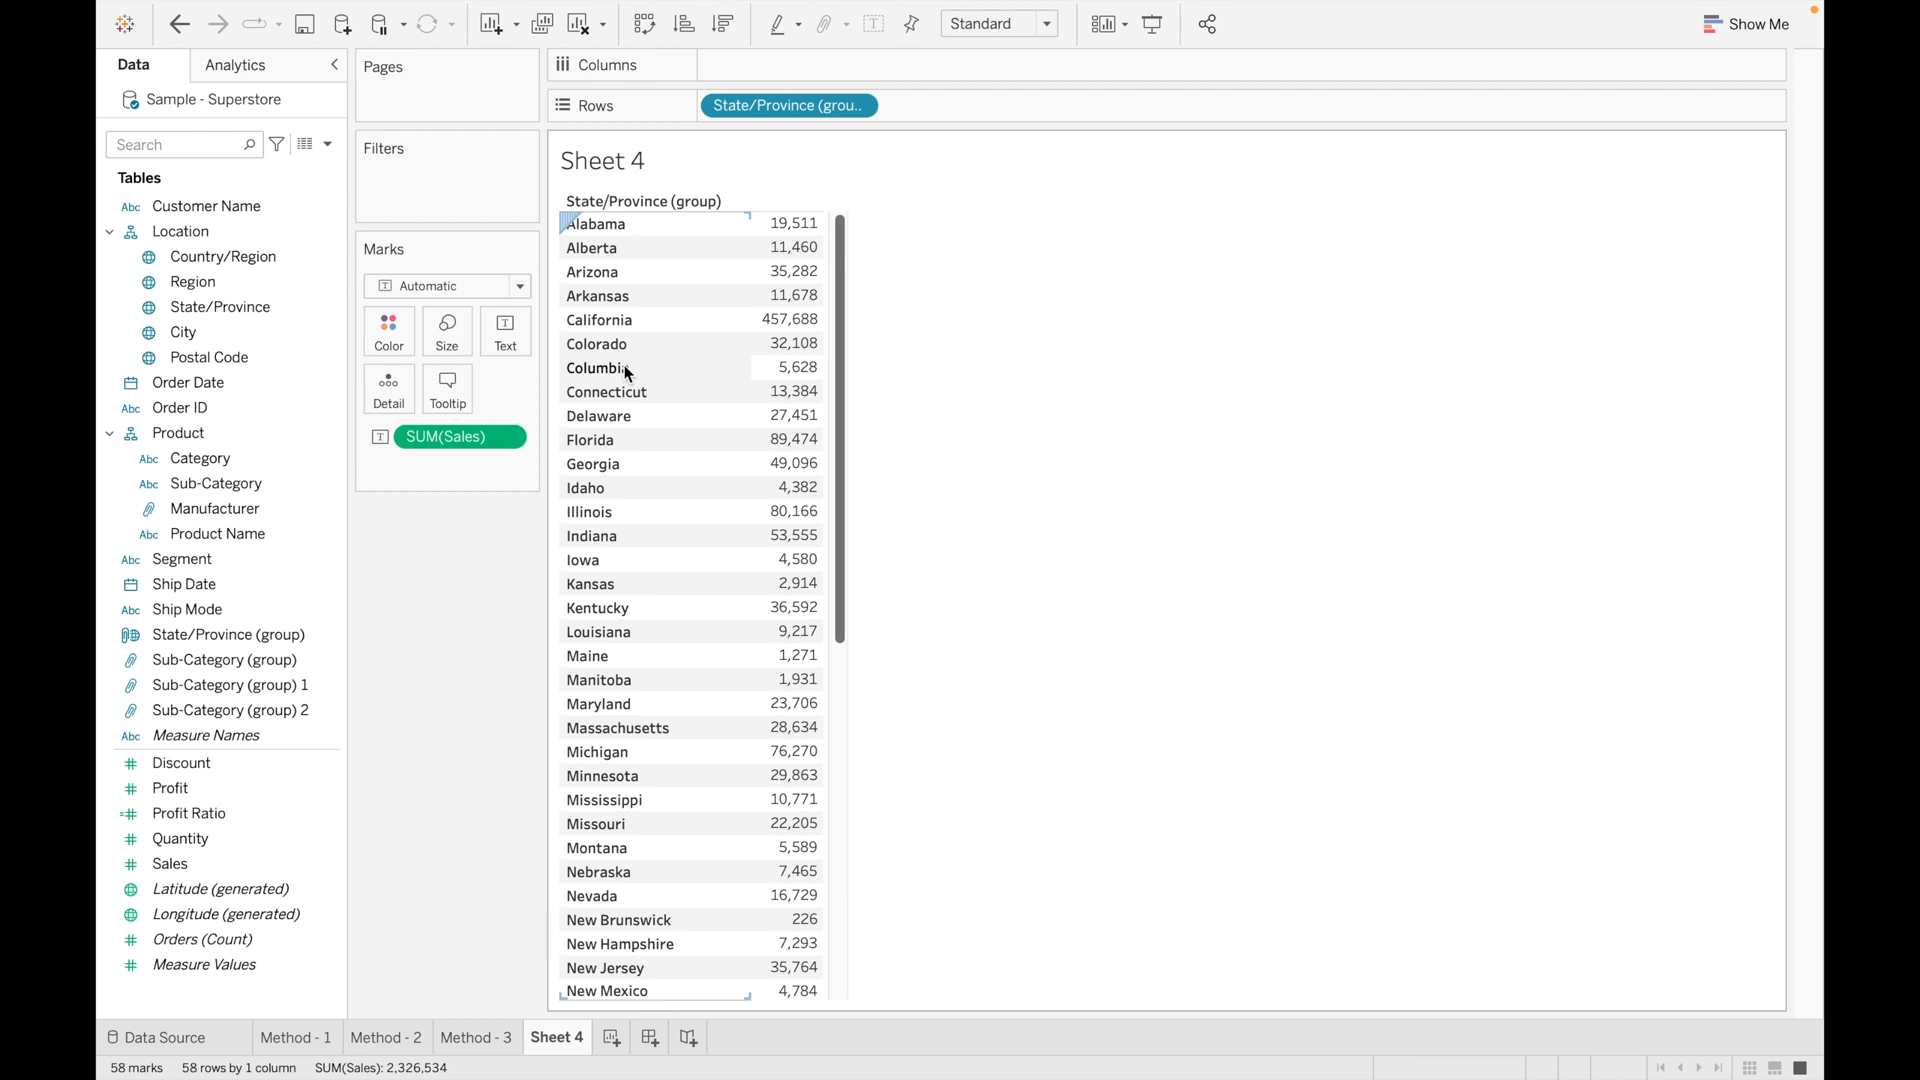 Standard
Show Me
Data
Analytics
Sample - Superstore
Search
Tables
Abc Customer Name
Location
Country/Region
Region
State/Province
City
Postal Code
Order Date
Abc Order ID
Product
Abc Category
Abc Sub-Category
Manufacturer
Abc Product Name
Abc Segment
Ship Date
Abc Ship Mode
State/Province (group)
Sub-Category (group)
Sub-Category (group) 1
Sub-Category (group) 2
Abc Measure Names
Discount
Profit
Profit Ratio
Quantity
Sales
Latitude (generated)
Longitude (generated)
Orders (Count)
Measure Values
Pages
Filters
Marks
Automatic
Color Size Text
Detail Tooltip
SUM(Sales)
Columns
Rows State/Province (grou..
Sheet 4
State/Province (group)
Alabama 19,511
Alberta 11,460
Arizona 35,282
Arkansas 11,678
California 457,688
Colorado 32,108
Columbia 5,628
Connecticut 13,384
Delaware 27,451
Florida 89,474
Georgia 49,096
Idaho 4,382
Illinois 80,166
Indiana 53,555
Iowa 4,580
Kansas 2,914
Kentucky 36,592
Louisiana 9,217
Maine 1,271
Manitoba 1,931
Maryland 23,706
Massachusetts 28,634
Michigan 76,270
Minnesota 29,863
Mississippi 10,771
Missouri 22,205
Montana 5,589
Nebraska 7,465
Nevada 16,729
New Brunswick 226
New Hampshire 7,293
New Jersey 35,764
New Mexico 4,784
Data Source Method - 1 Method - 2 Method - 3 Sheet 4
58 marks 58 rows by 1 column SUM(Sales): 2,326,534